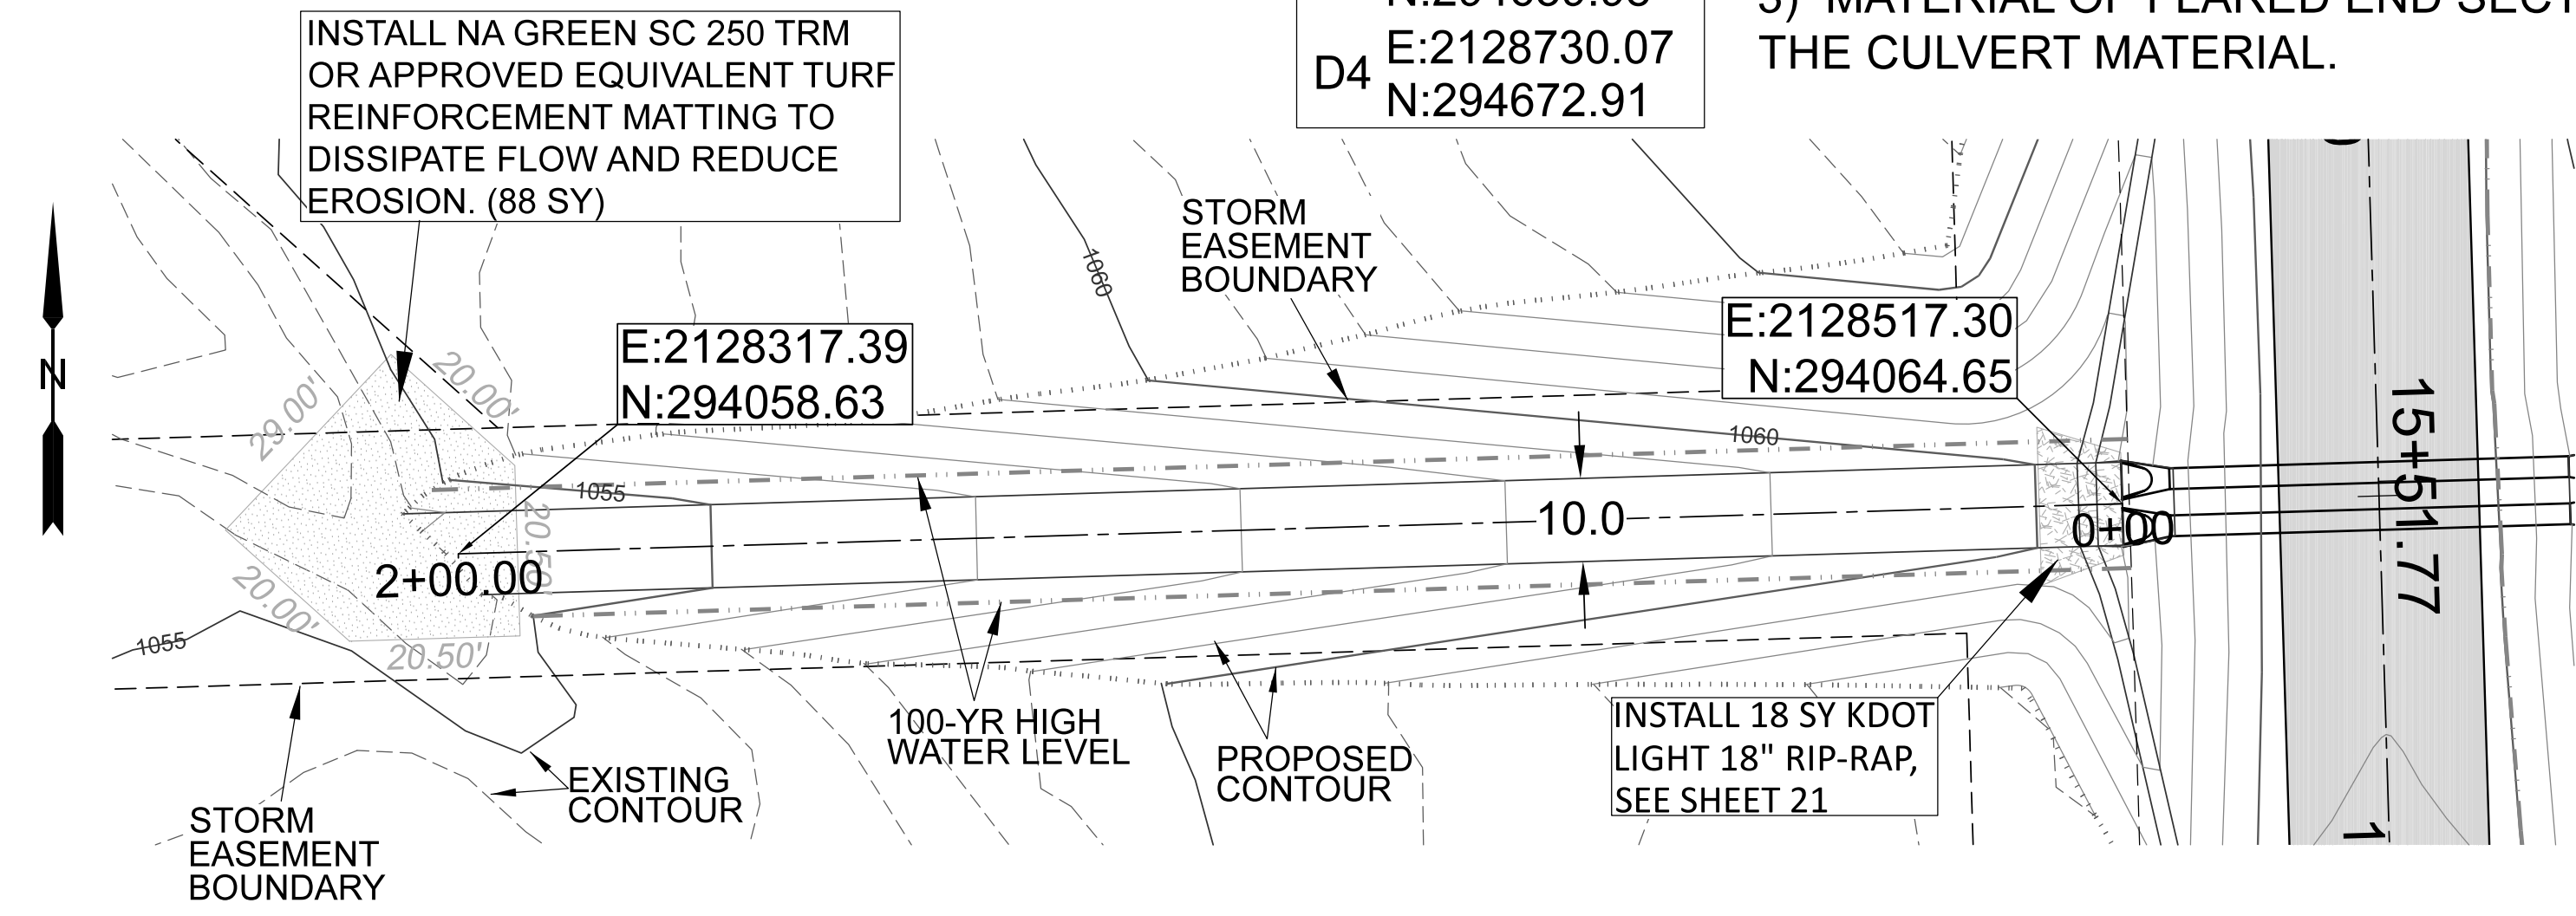 INSTALL NA GREEN SC 250 TRM
OR APPROVED EQUIVALENT TURF
REINFORCEMENT MATTING TO
DISSIPATE FLOW AND REDUCE
EROSION. (88 SY)
D4
E:2128730.07
N:294672.91
THE CULVERT MATERIAL.
STORM
EASEMENT
BOUNDARY
1060
E:2128517.30
N:294064.65
E:2128317.39
N:294058.63
N
29.00'
20.00'
20.50'
20.00'
20.50'
1055
1060
10.0
0+00
2+00.00
15+51.77
1
1055
100-YR HIGH
WATER LEVEL
PROPOSED
CONTOUR
INSTALL 18 SY KDOT
LIGHT 18" RIP-RAP,
SEE SHEET 21
EXISTING
CONTOUR
STORM
EASEMENT
BOUNDARY